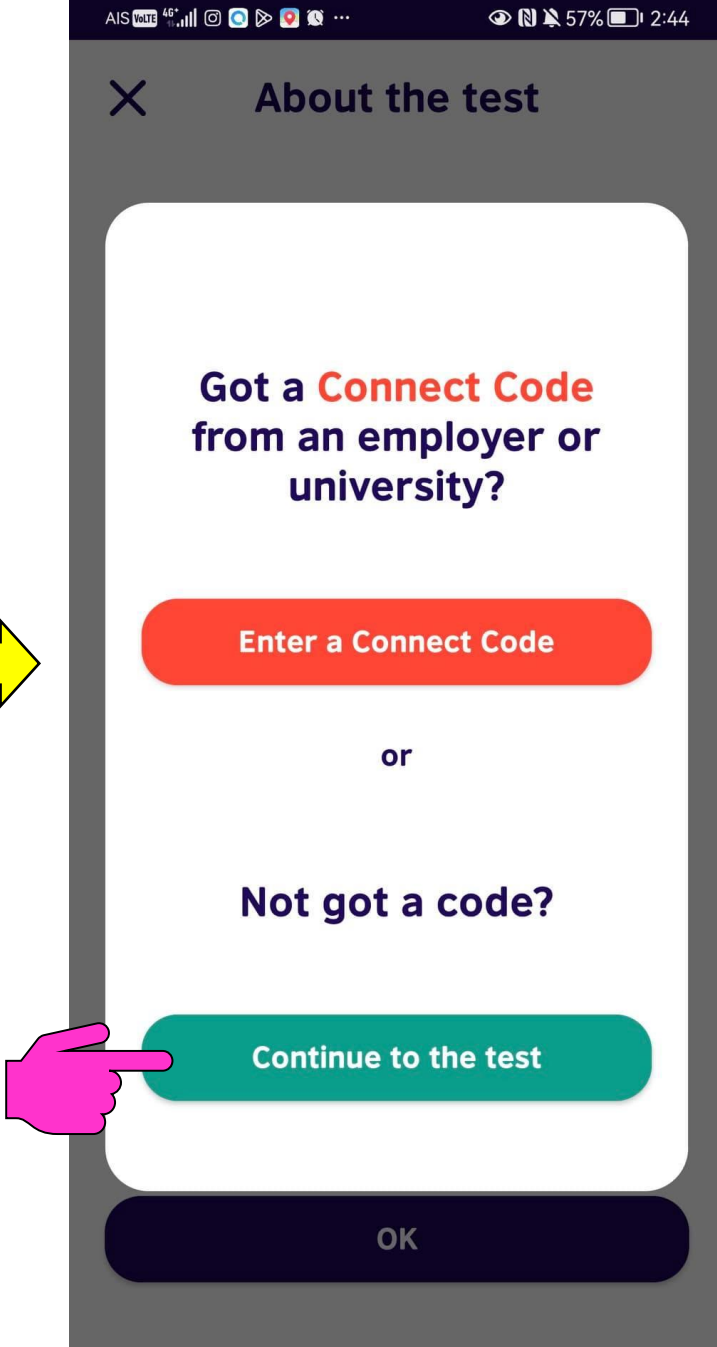 AIS VoLTE 4G+ 57% 2:44
About the test
Got a Connect Code
from an employer or
university?
Enter a Connect Code
or
Not got a code?
Continue to the test
OK